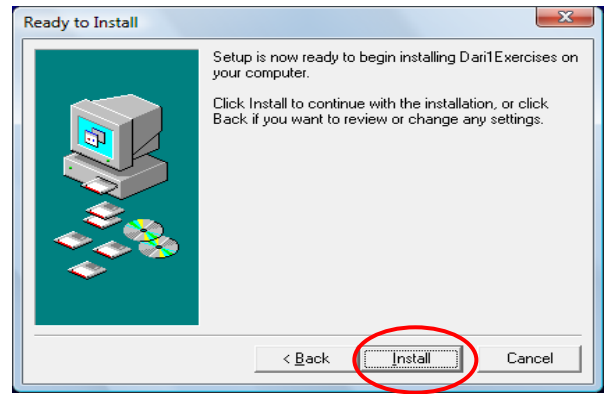 Ready to Install
Setup is now ready to begin installing Dari1Exercises on
your computer.
Click Install to continue with the installation, or click
Back if you want to review or change any settings.
< Back
Install
Cancel